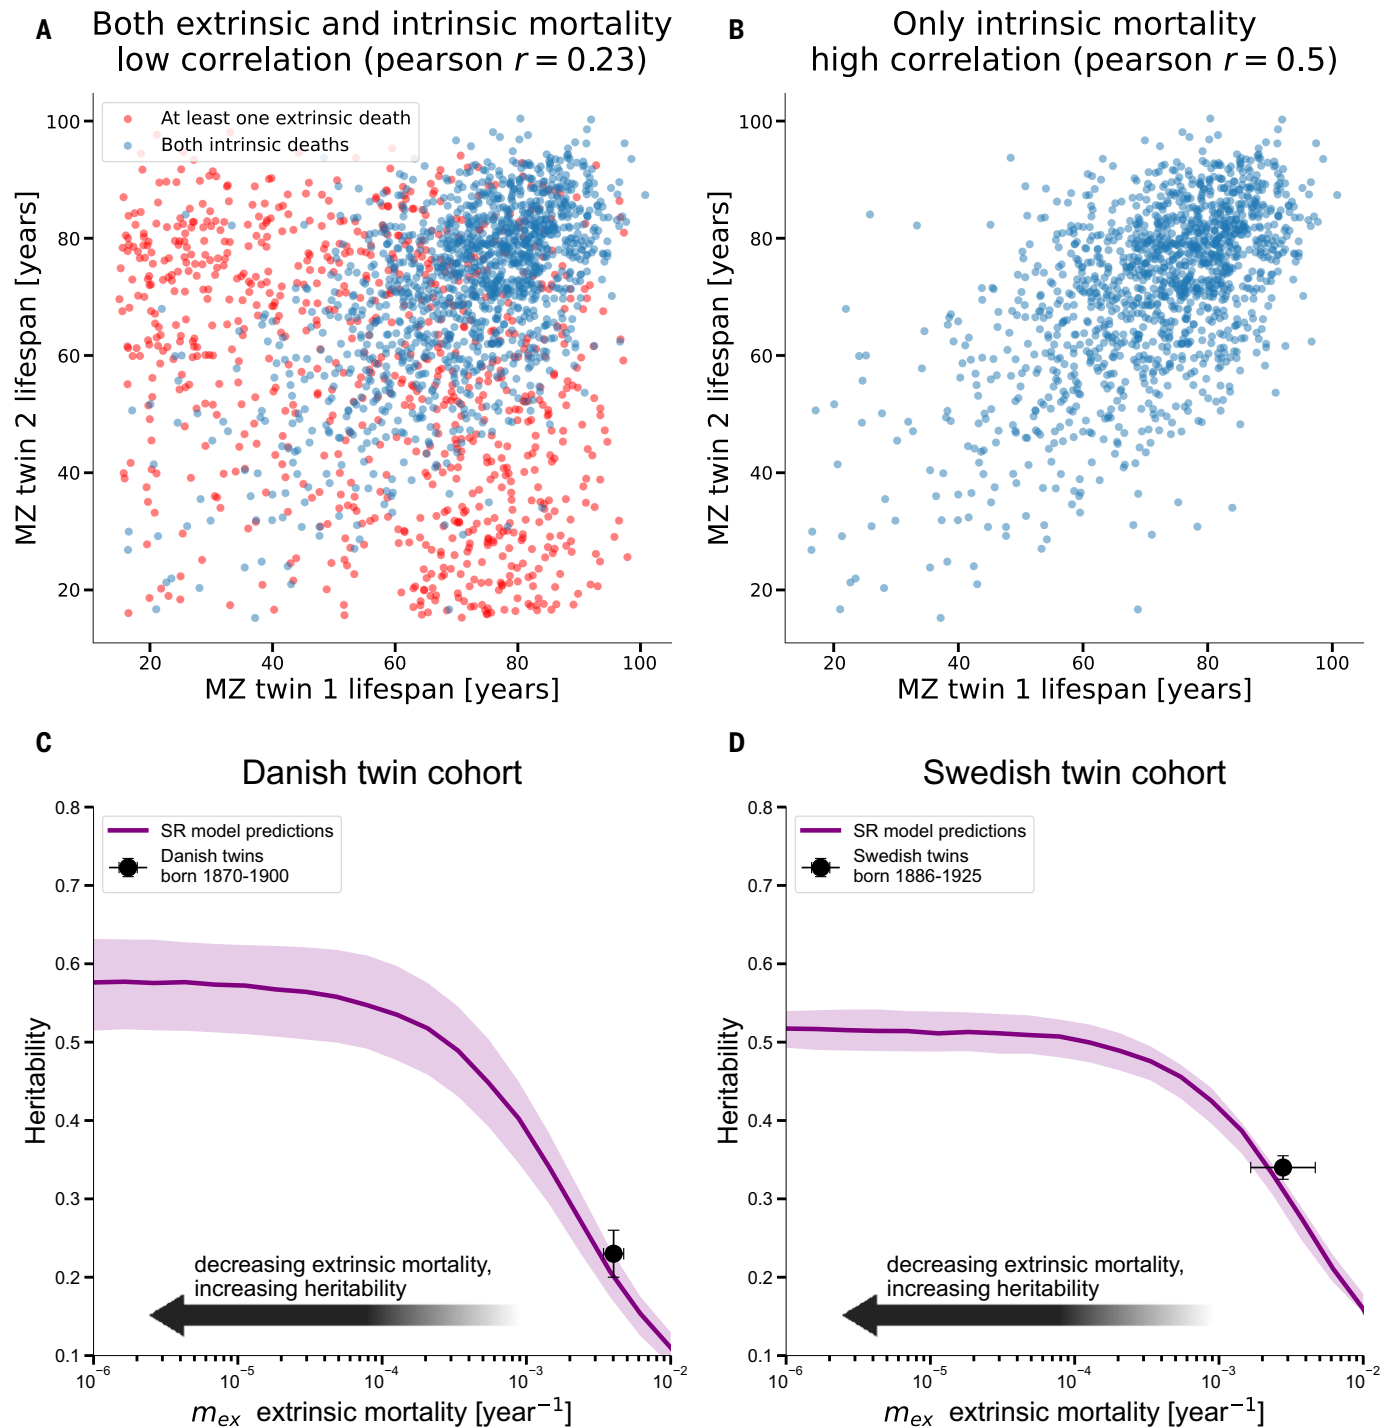 A
Both extrinsic and intrinsic mortality
low correlation (pearson r = 0.23)
At least one extrinsic death
Both intrinsic deaths
100
80
60
40
20
MZ twin 2 lifespan [years]
20 40 60 80 100
MZ twin 1 lifespan [years]
B
Only intrinsic mortality
high correlation (pearson r = 0.5)
100
80
60
40
20
MZ twin 2 lifespan [years]
20 40 60 80 100
MZ twin 1 lifespan [years]
C
Danish twin cohort
SR model predictions
Danish twins
born 1870-1900
0.8
0.7
0.6
0.5
0.4
0.3
0.2
0.1
Heritability
decreasing extrinsic mortality,
increasing heritability
10⁻⁶ 10⁻⁵ 10⁻⁴ 10⁻³ 10⁻²
mₑₓ extrinsic mortality [year⁻¹]
D
Swedish twin cohort
SR model predictions
Swedish twins
born 1886-1925
0.8
0.7
0.6
0.5
0.4
0.3
0.2
0.1
Heritability
decreasing extrinsic mortality,
increasing heritability
10⁻⁶ 10⁻⁵ 10⁻⁴ 10⁻³ 10⁻²
mₑₓ extrinsic mortality [year⁻¹]